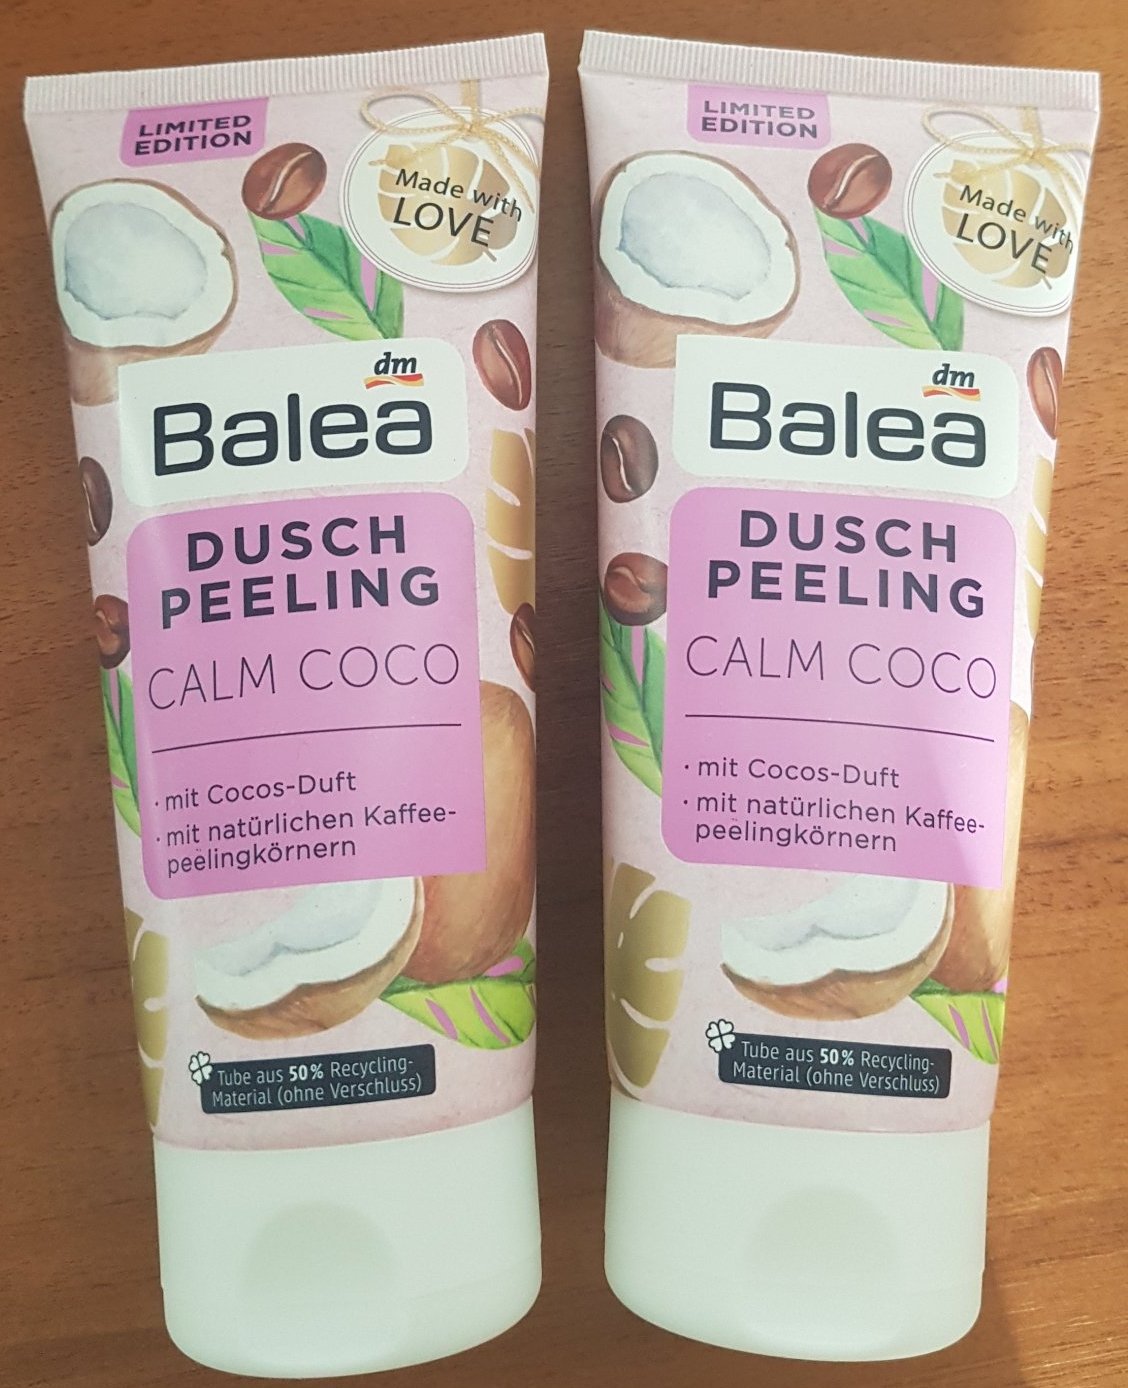 LIMITED
EDITION
Made with
LOVE
dm
Balea
DUSCH
PEELING
CALM COCO
· mit Cocos-Duft
· mit natürlichen Kaffee-
peelingkörnern
Tube aus 50% Recycling-
Material (ohne Verschluss)
LIMITED
EDITION
Made with
LOVE
dm
Balea
DUSCH
PEELING
CALM COCO
· mit Cocos-Duft
· mit natürlichen Kaffee-
peelingkörnern
Tube aus 50% Recycling-
Material (ohne Verschluss)